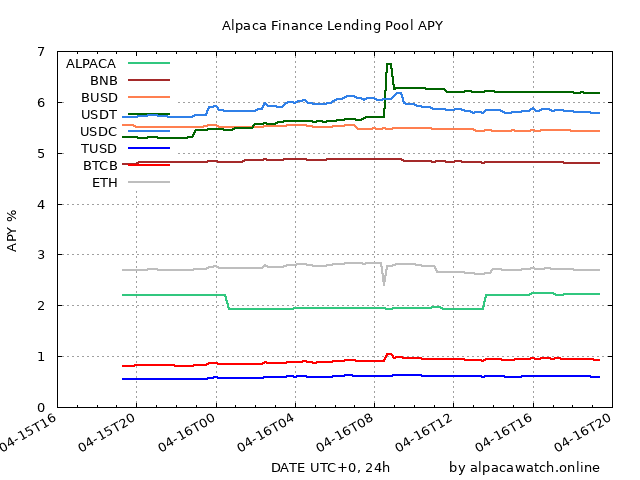 Alpaca Finance Lending Pool APY
7
6
5
4
3
2
1
0
APY %
ALPACA
BNB
BUSD
USDT
USDC
TUSD
BTCB
ETH
04-15T16
04-15T20
04-16T00
04-16T04
04-16T08
04-16T12
04-16T16
04-16T20
DATE UTC+0, 24h
by alpacawatch.online